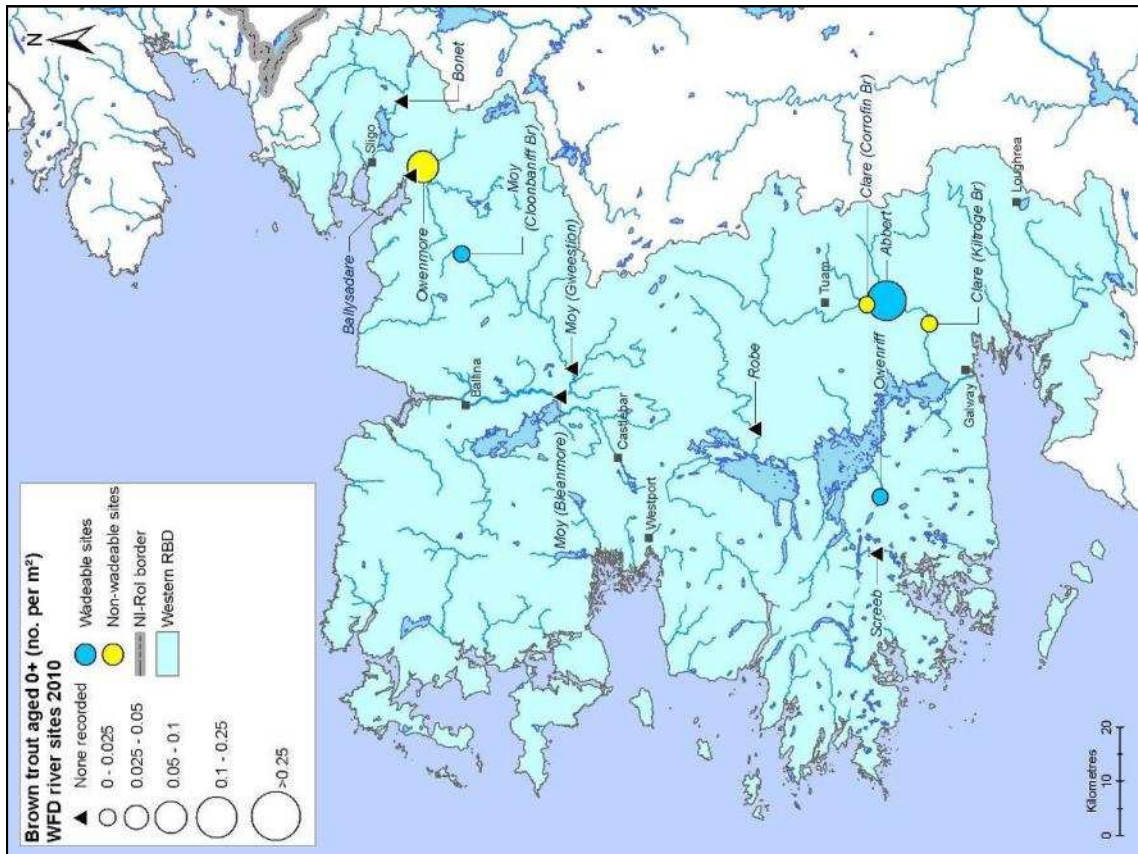 Brown trout aged 0+ (no. per m²)
WFD river sites 2010
None recorded
0 - 0.025
0.025 - 0.05
0.05 - 0.1
0.1 - 0.25
>0.25
Wadeable sites
Non-wadeable sites
NI-RoI border
Western RBD
N
Bonet
Sligo
Ballysadare
Owenmore
Moy
(Cloonbaniff Br)
Ballina
Moy (Gweestion)
Moy (Bleanmore)
Castlebar
Westport
Robe
Tuam
Clare (Corrofin Br)
Abbert
Clare (Kiltroge Br)
Owenriff
Screeb
Galway
Loughrea
Kilometres
0 10 20